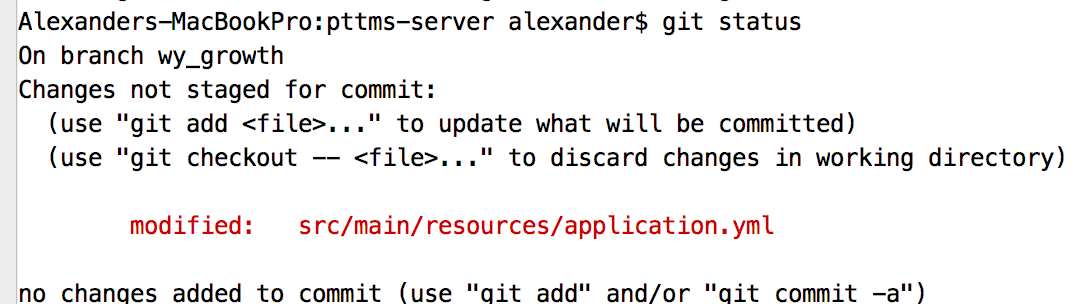 Alexanders-MacBookPro:pttms-server alexander$ git status
On branch wy_growth
Changes not staged for commit:
  (use "git add <file>..." to update what will be committed)
  (use "git checkout -- <file>..." to discard changes in working directory)
        modified:   src/main/resources/application.yml
no changes added to commit (use "git add" and/or "git commit -a")